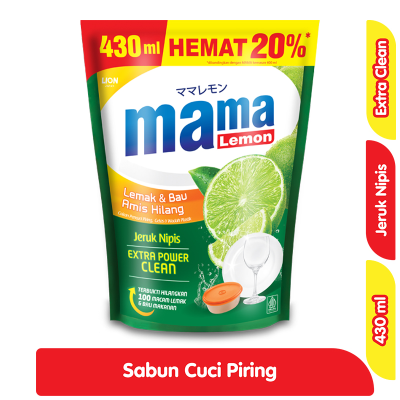 430 ml HEMAT 20%*
LION
ママレモン
mama
Lemon
Lemak & Bau
Amis Hilang
Jeruk Nipis
EXTRA POWER
CLEAN
TERBUKTI HILANGKAN
100 MACAM LEMAK
& BAU MAKANAN
Extra Clean
Jeruk Nipis
430 ml
Sabun Cuci Piring